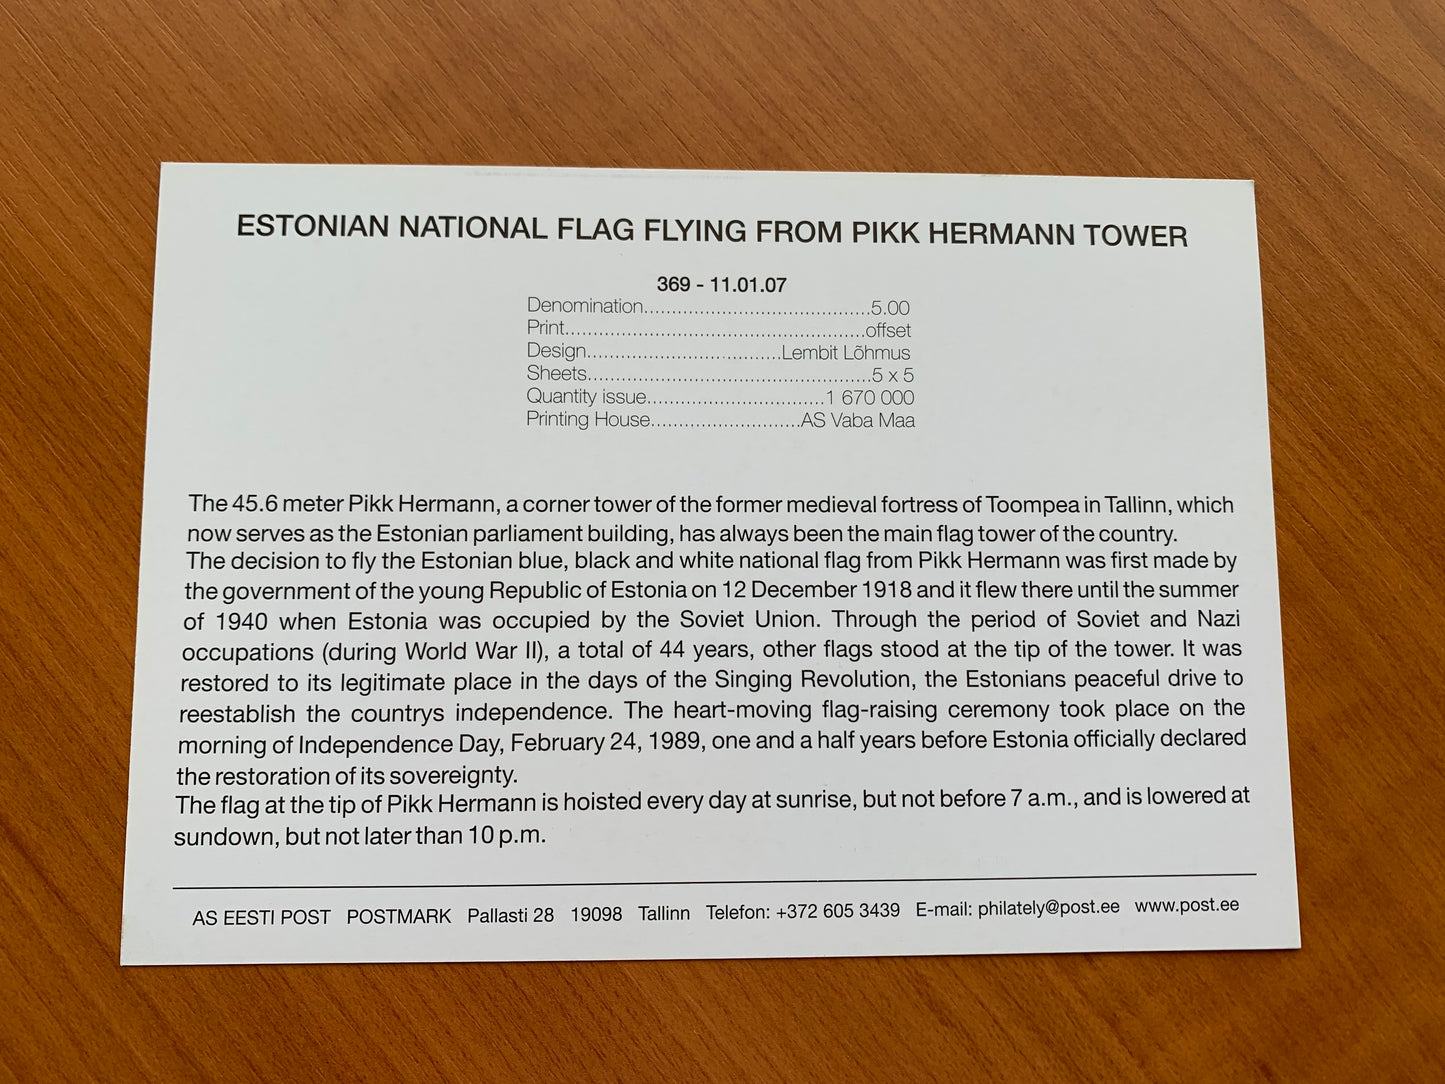 ESTONIAN NATIONAL FLAG FLYING FROM PIKK HERMANN TOWER
369 - 11.01.07
Denomination........................................5.00
Print.....................................................offset
Design..................................Lembit Lõhmus
Sheets..................................................5 x 5
Quantity issue...............................1 670 000
Printing House...........................AS Vaba Maa
The 45.6 meter Pikk Hermann, a corner tower of the former medieval fortress of Toompea in Tallinn, which
now serves as the Estonian parliament building, has always been the main flag tower of the country.
The decision to fly the Estonian blue, black and white national flag from Pikk Hermann was first made by
the government of the young Republic of Estonia on 12 December 1918 and it flew there until the summer
of 1940 when Estonia was occupied by the Soviet Union. Through the period of Soviet and Nazi
occupations (during World War II), a total of 44 years, other flags stood at the tip of the tower. It was
restored to its legitimate place in the days of the Singing Revolution, the Estonians peaceful drive to
reestablish the countrys independence. The heart-moving flag-raising ceremony took place on the
morning of Independence Day, February 24, 1989, one and a half years before Estonia officially declared
the restoration of its sovereignty.
The flag at the tip of Pikk Hermann is hoisted every day at sunrise, but not before 7 a.m., and is lowered at
sundown, but not later than 10 p.m.
AS EESTI POST POSTMARK Pallasti 28 19098 Tallinn Telefon: +372 605 3439 E-mail: philately@post.ee www.post.ee